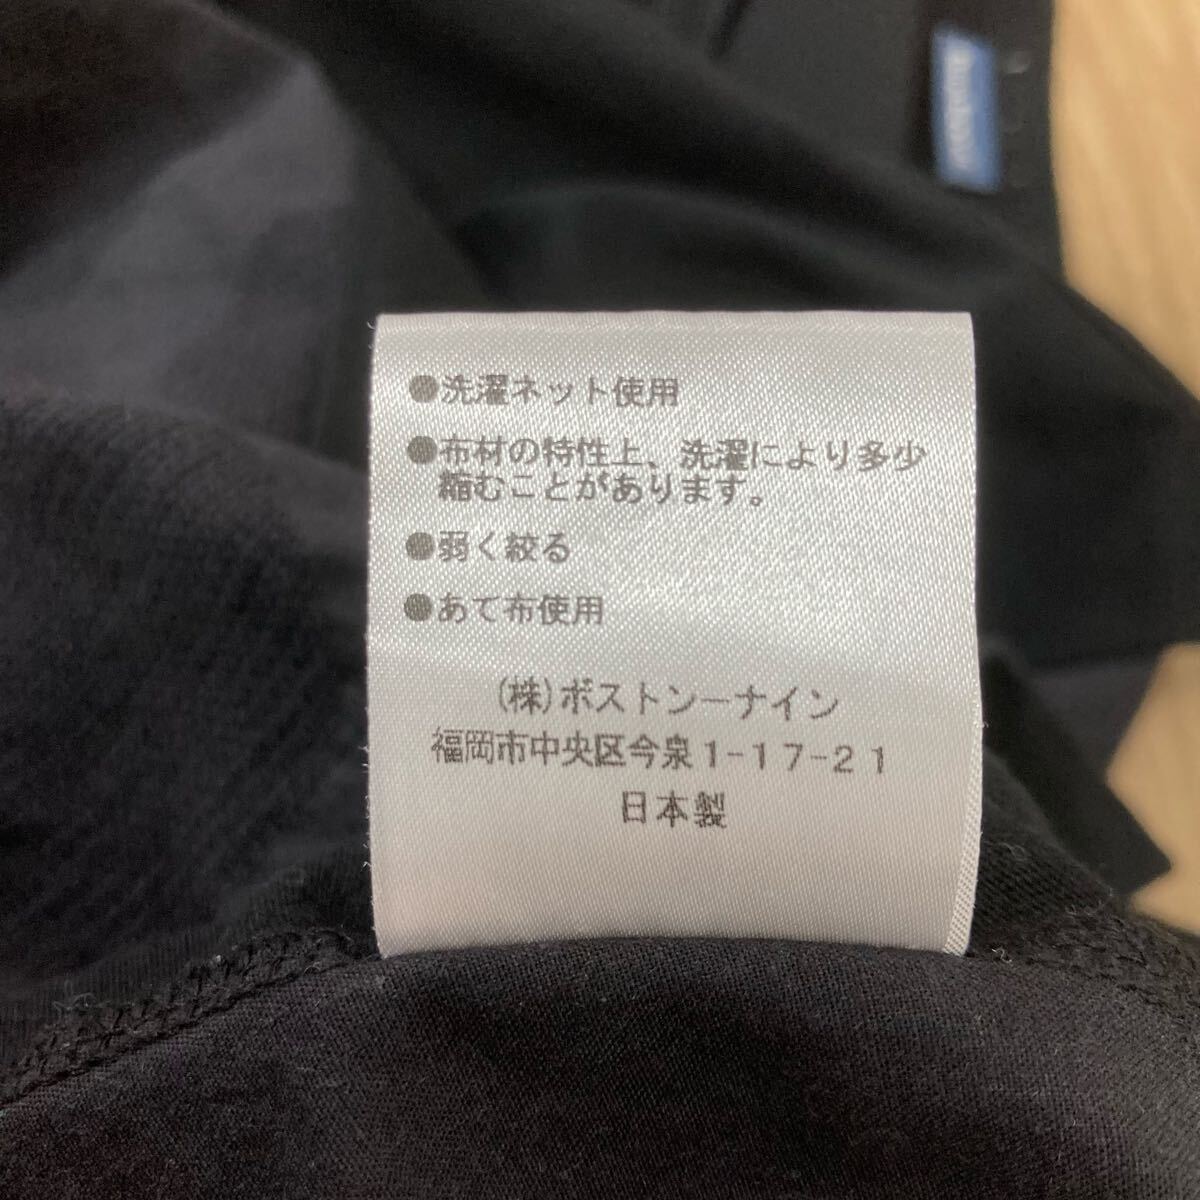 ●洗濯ネット使用
●布材の特性上、洗濯により多少
縮むことがあります。
●弱く絞る
●あて布使用
(株)ボストンーナイン
福岡市中央区今泉1-17-21
日本製